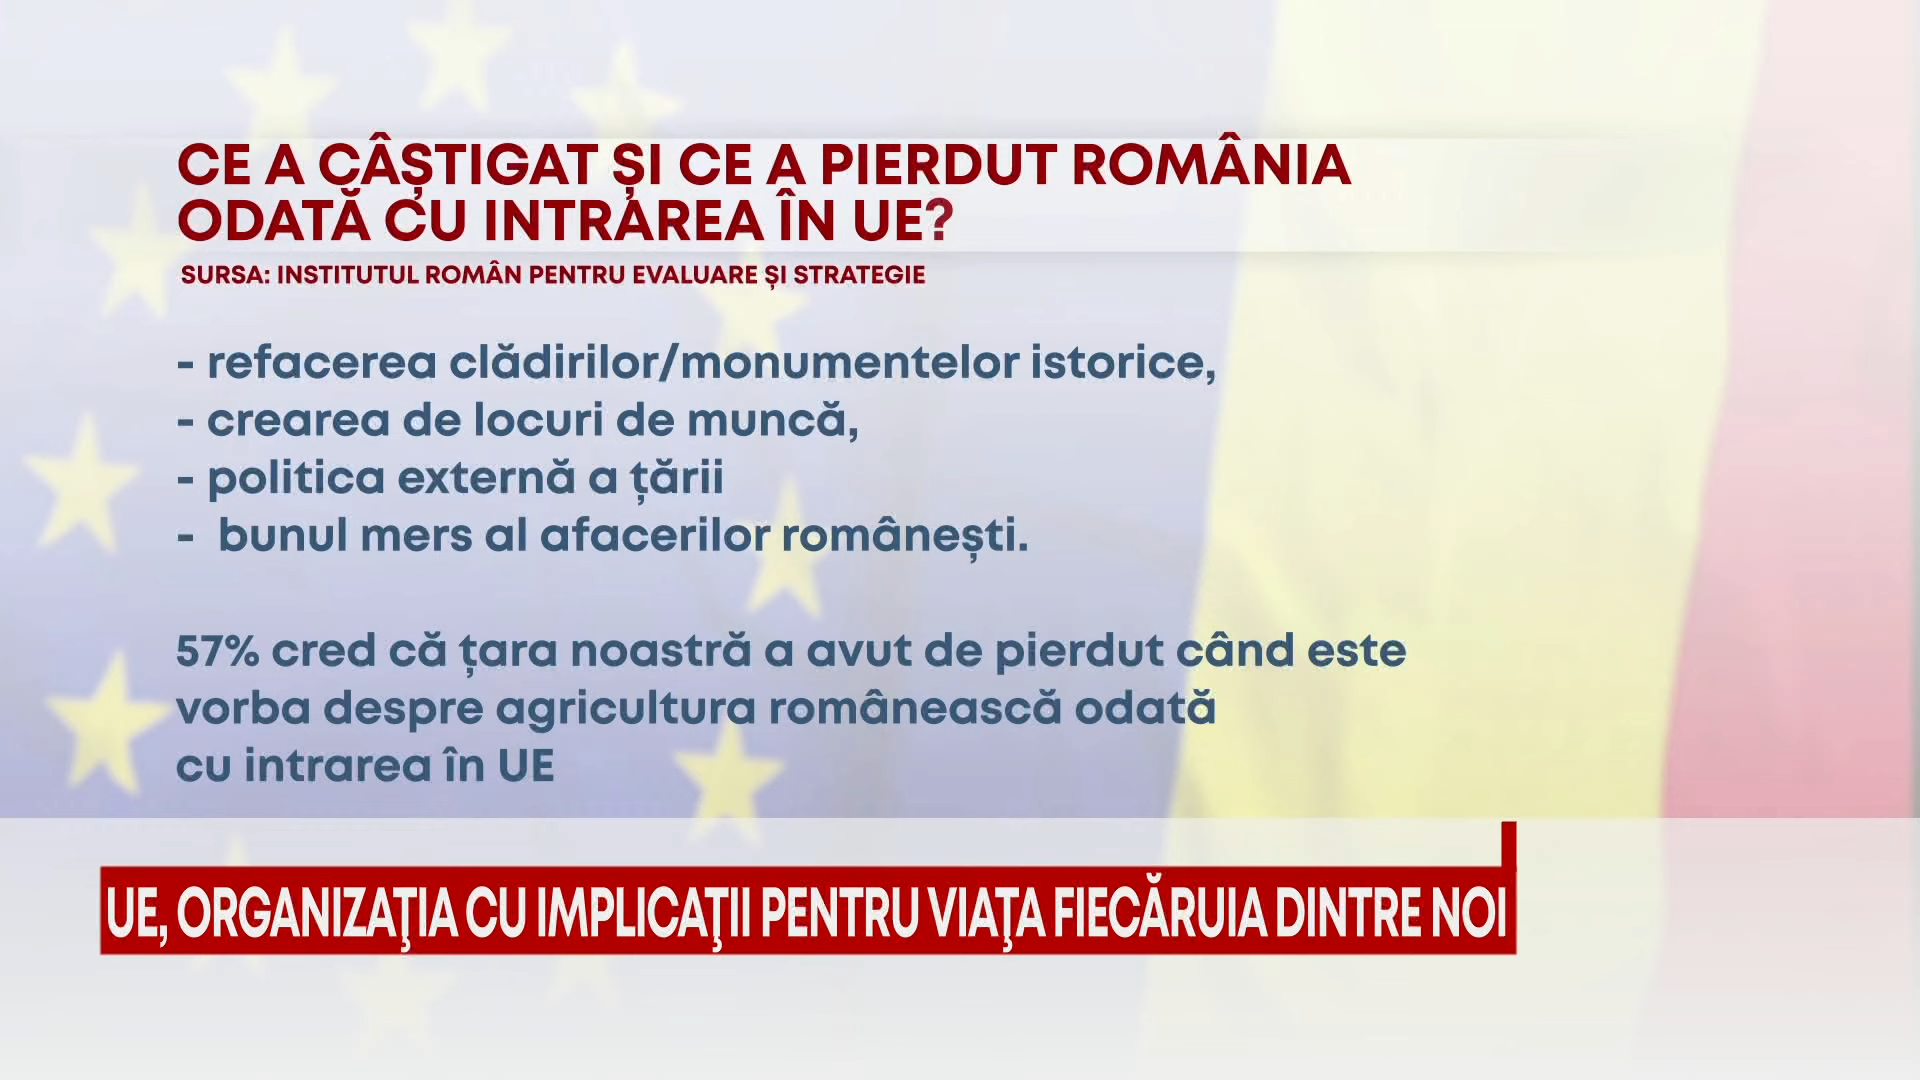 CE A CÂȘTIGAT ȘI CE A PIERDUT ROMÂNIA
ODATĂ CU INTRAREA ÎN UE?
SURSA: INSTITUTUL ROMÂN PENTRU EVALUARE ȘI STRATEGIE
- refacerea clădirilor/monumentelor istorice,
- crearea de locuri de muncă,
- politica externă a țării
-  bunul mers al afacerilor românești.
57% cred că țara noastră a avut de pierdut când este
vorba despre agricultura românească odată
cu intrarea în UE
UE, ORGANIZAŢIA CU IMPLICAŢII PENTRU VIAŢA FIECĂRUIA DINTRE NOI